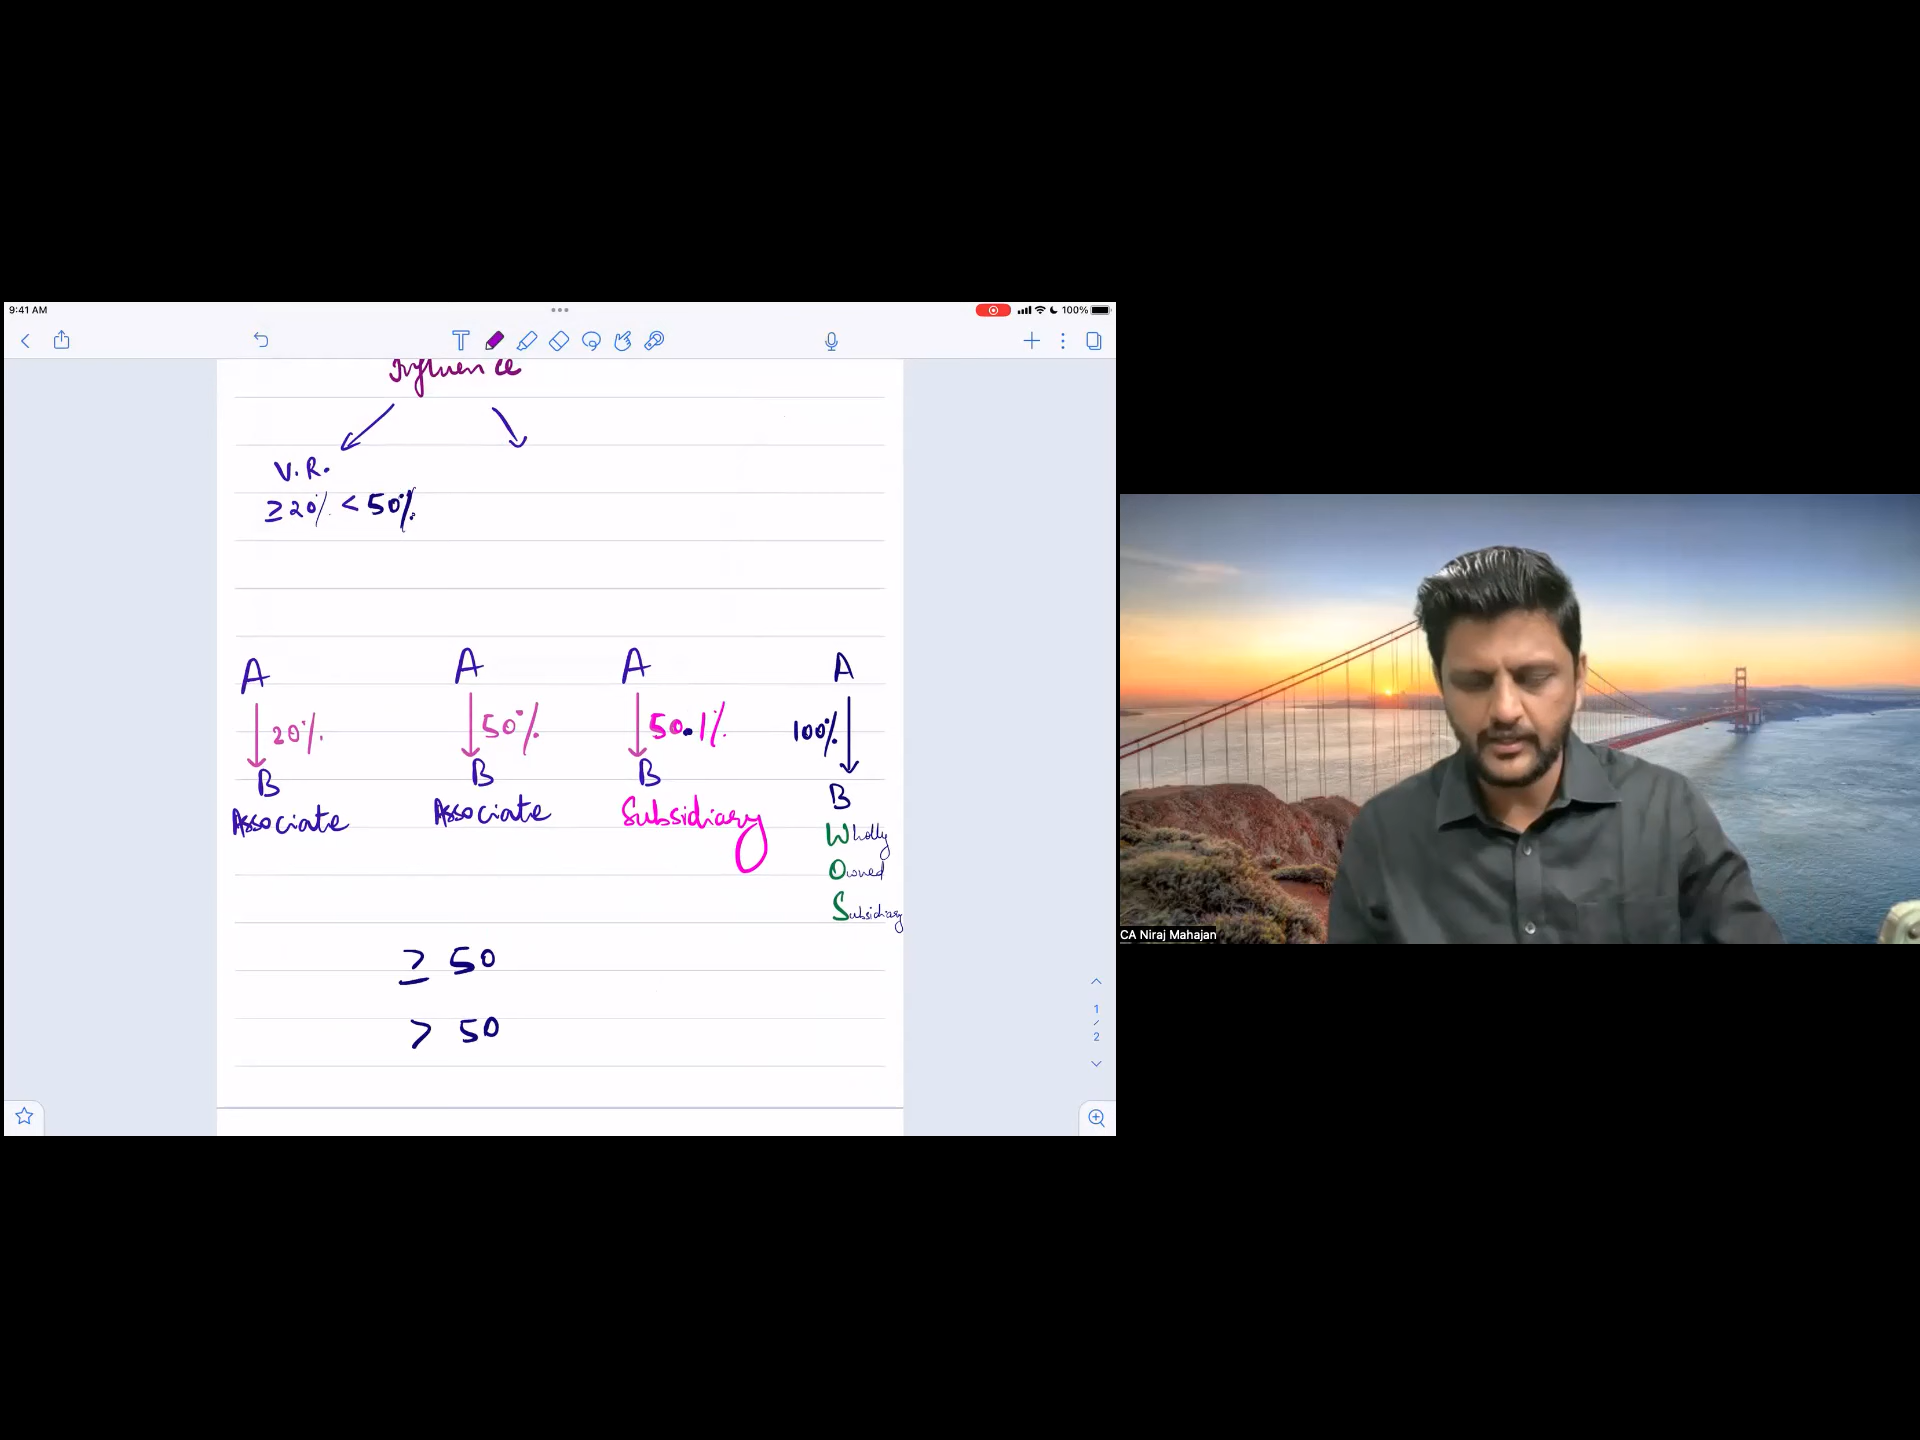 9:41 AM
100%
Influence
V.R.
≥20% < 50%
A A A A
20% 50% 50.1% 100%
B B B B
Associate Associate Subsidiary Wholly
Owned
Subsidiary
≥ 50
> 50
1
/
2
CA Niraj Mahajan